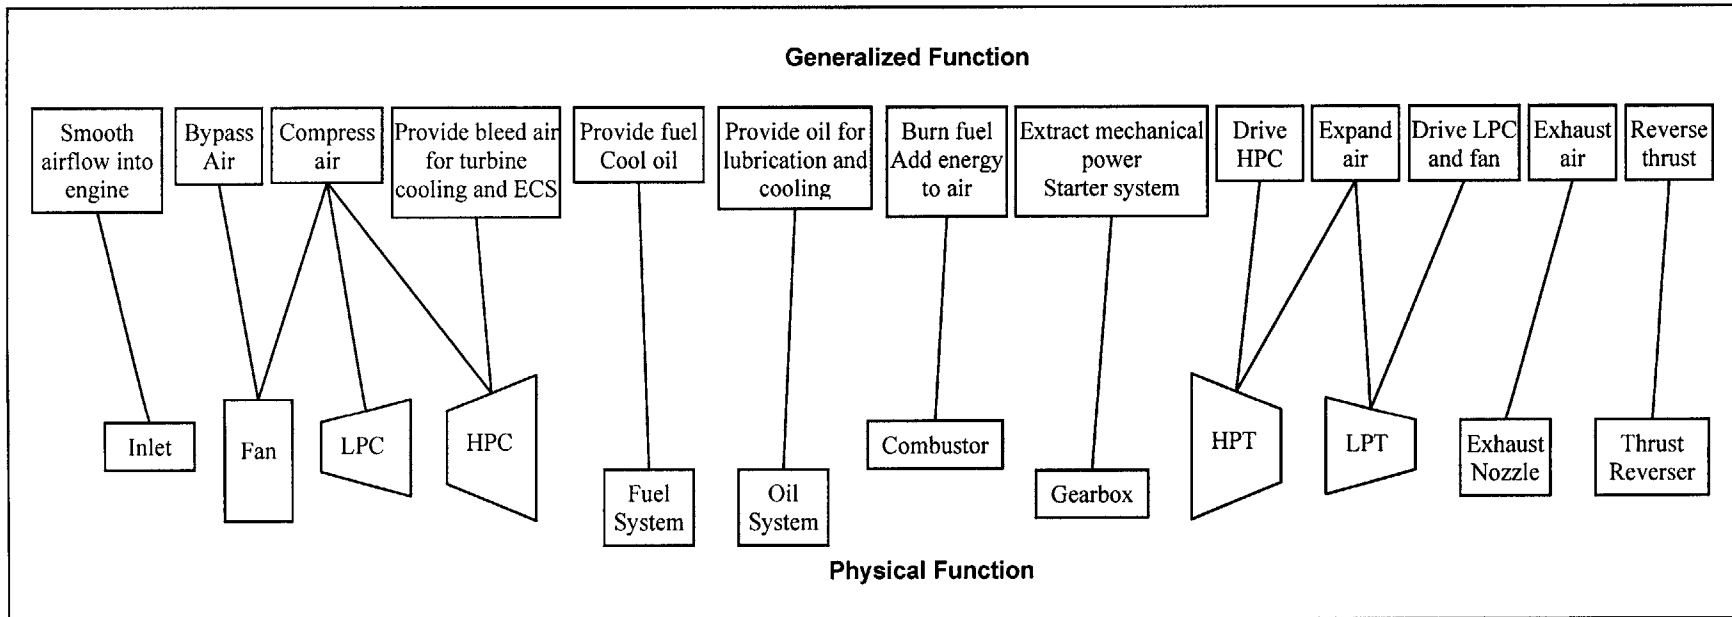 Generalized Function
Smooth
airflow into
engine
Bypass
Air
Compress
air
Provide bleed air
for turbine
cooling and ECS
Provide fuel
Cool oil
Provide oil for
lubrication and
cooling
Burn fuel
Add energy
to air
Extract mechanical
power
Starter system
Drive
HPC
Expand
air
Drive LPC
and fan
Exhaust
air
Reverse
thrust
Inlet
Fan
LPC
HPC
Fuel
System
Oil
System
Combustor
Gearbox
HPT
LPT
Exhaust
Nozzle
Thrust
Reverser
Physical Function